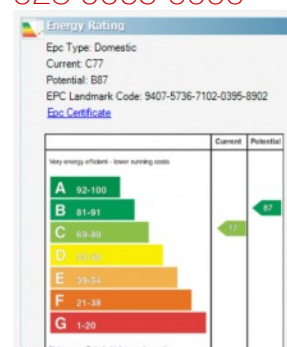 Energy Rating
Epc Type: Domestic
Current: C77
Potential: B87
EPC Landmark Code: 9407-5736-7102-0395-8902
Epc Certificate
Current Potential
Very energy efficient - lower running costs
A 92-100
B 81-91
87
C 69-80
D
E 39-54
F 21-38
G 1-20